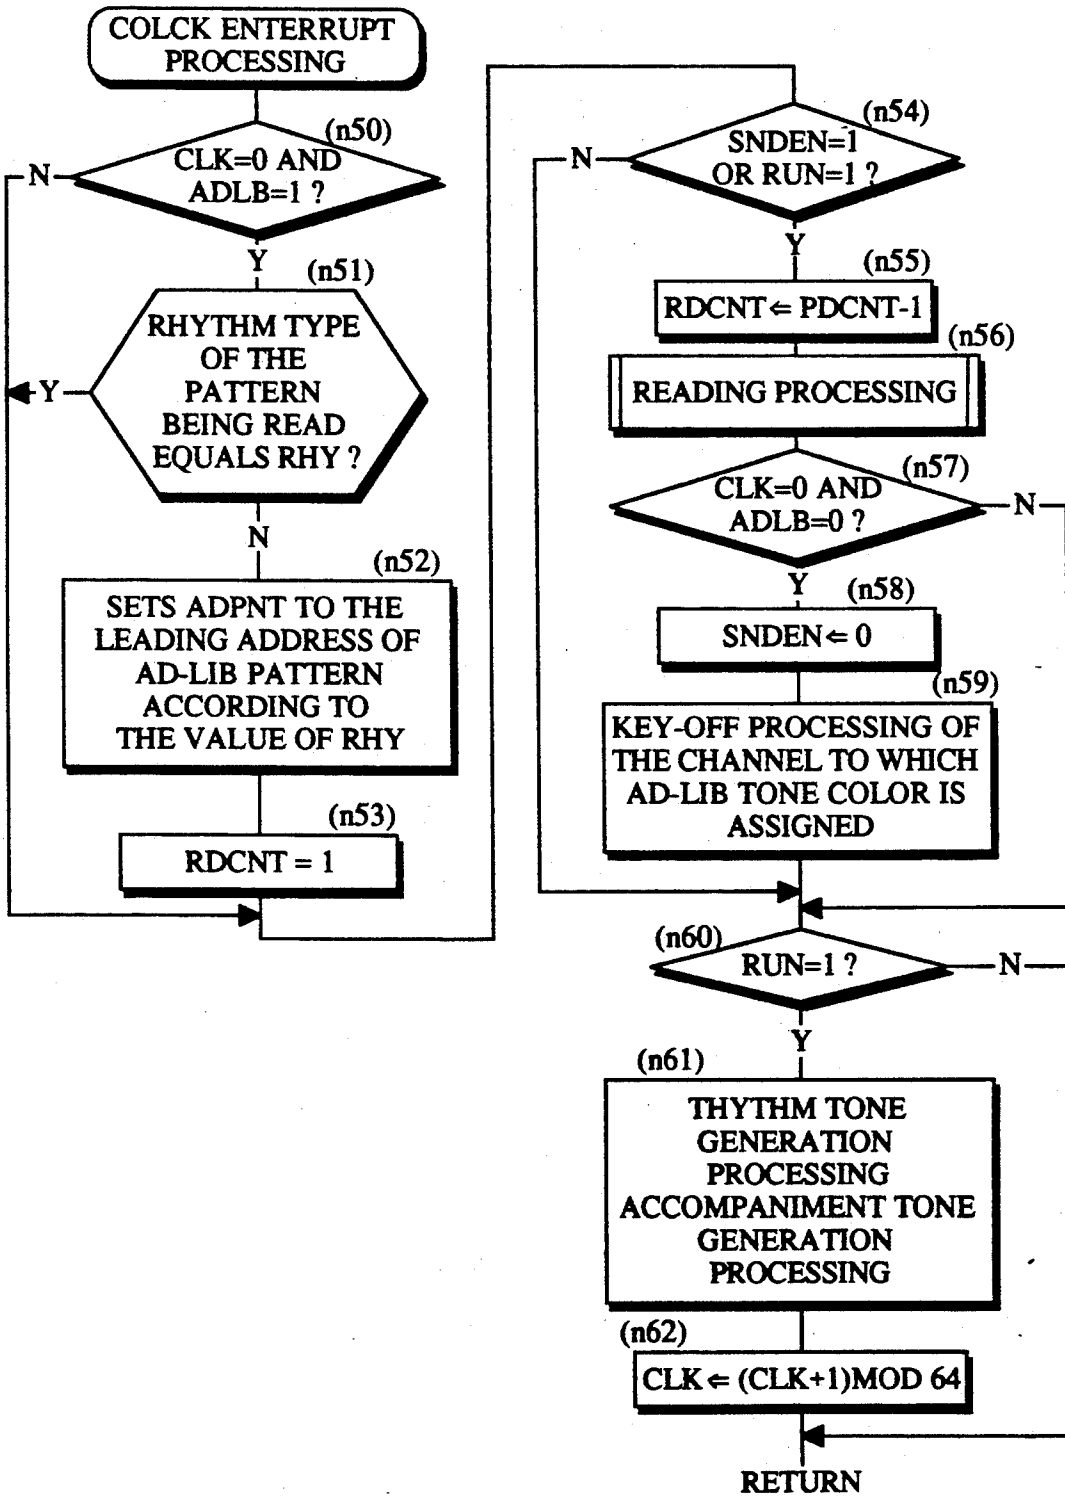 COLCK ENTERRUPT
PROCESSING
(n50)
CLK=0 AND
ADLB=1 ?
N
Y
(n51)
RHYTHM TYPE
OF THE
PATTERN
BEING READ
EQUALS RHY ?
Y
N
(n52)
SETS ADPNT TO THE
LEADING ADDRESS OF
AD-LIB PATTERN
ACCORDING TO
THE VALUE OF RHY
(n53)
RDCNT = 1
(n54)
SNDEN=1
OR RUN=1 ?
N
Y
(n55)
RDCNT ⇐ PDCNT-1
(n56)
READING PROCESSING
(n57)
CLK=0 AND
ADLB=0 ?
N
Y
(n58)
SNDEN ⇐ 0
(n59)
KEY-OFF PROCESSING OF
THE CHANNEL TO WHICH
AD-LIB TONE COLOR IS
ASSIGNED
(n60)
RUN=1 ?
N
Y
(n61)
THYTHM TONE
GENERATION
PROCESSING
ACCOMPANIMENT TONE
GENERATION
PROCESSING
(n62)
CLK ⇐ (CLK+1)MOD 64
RETURN